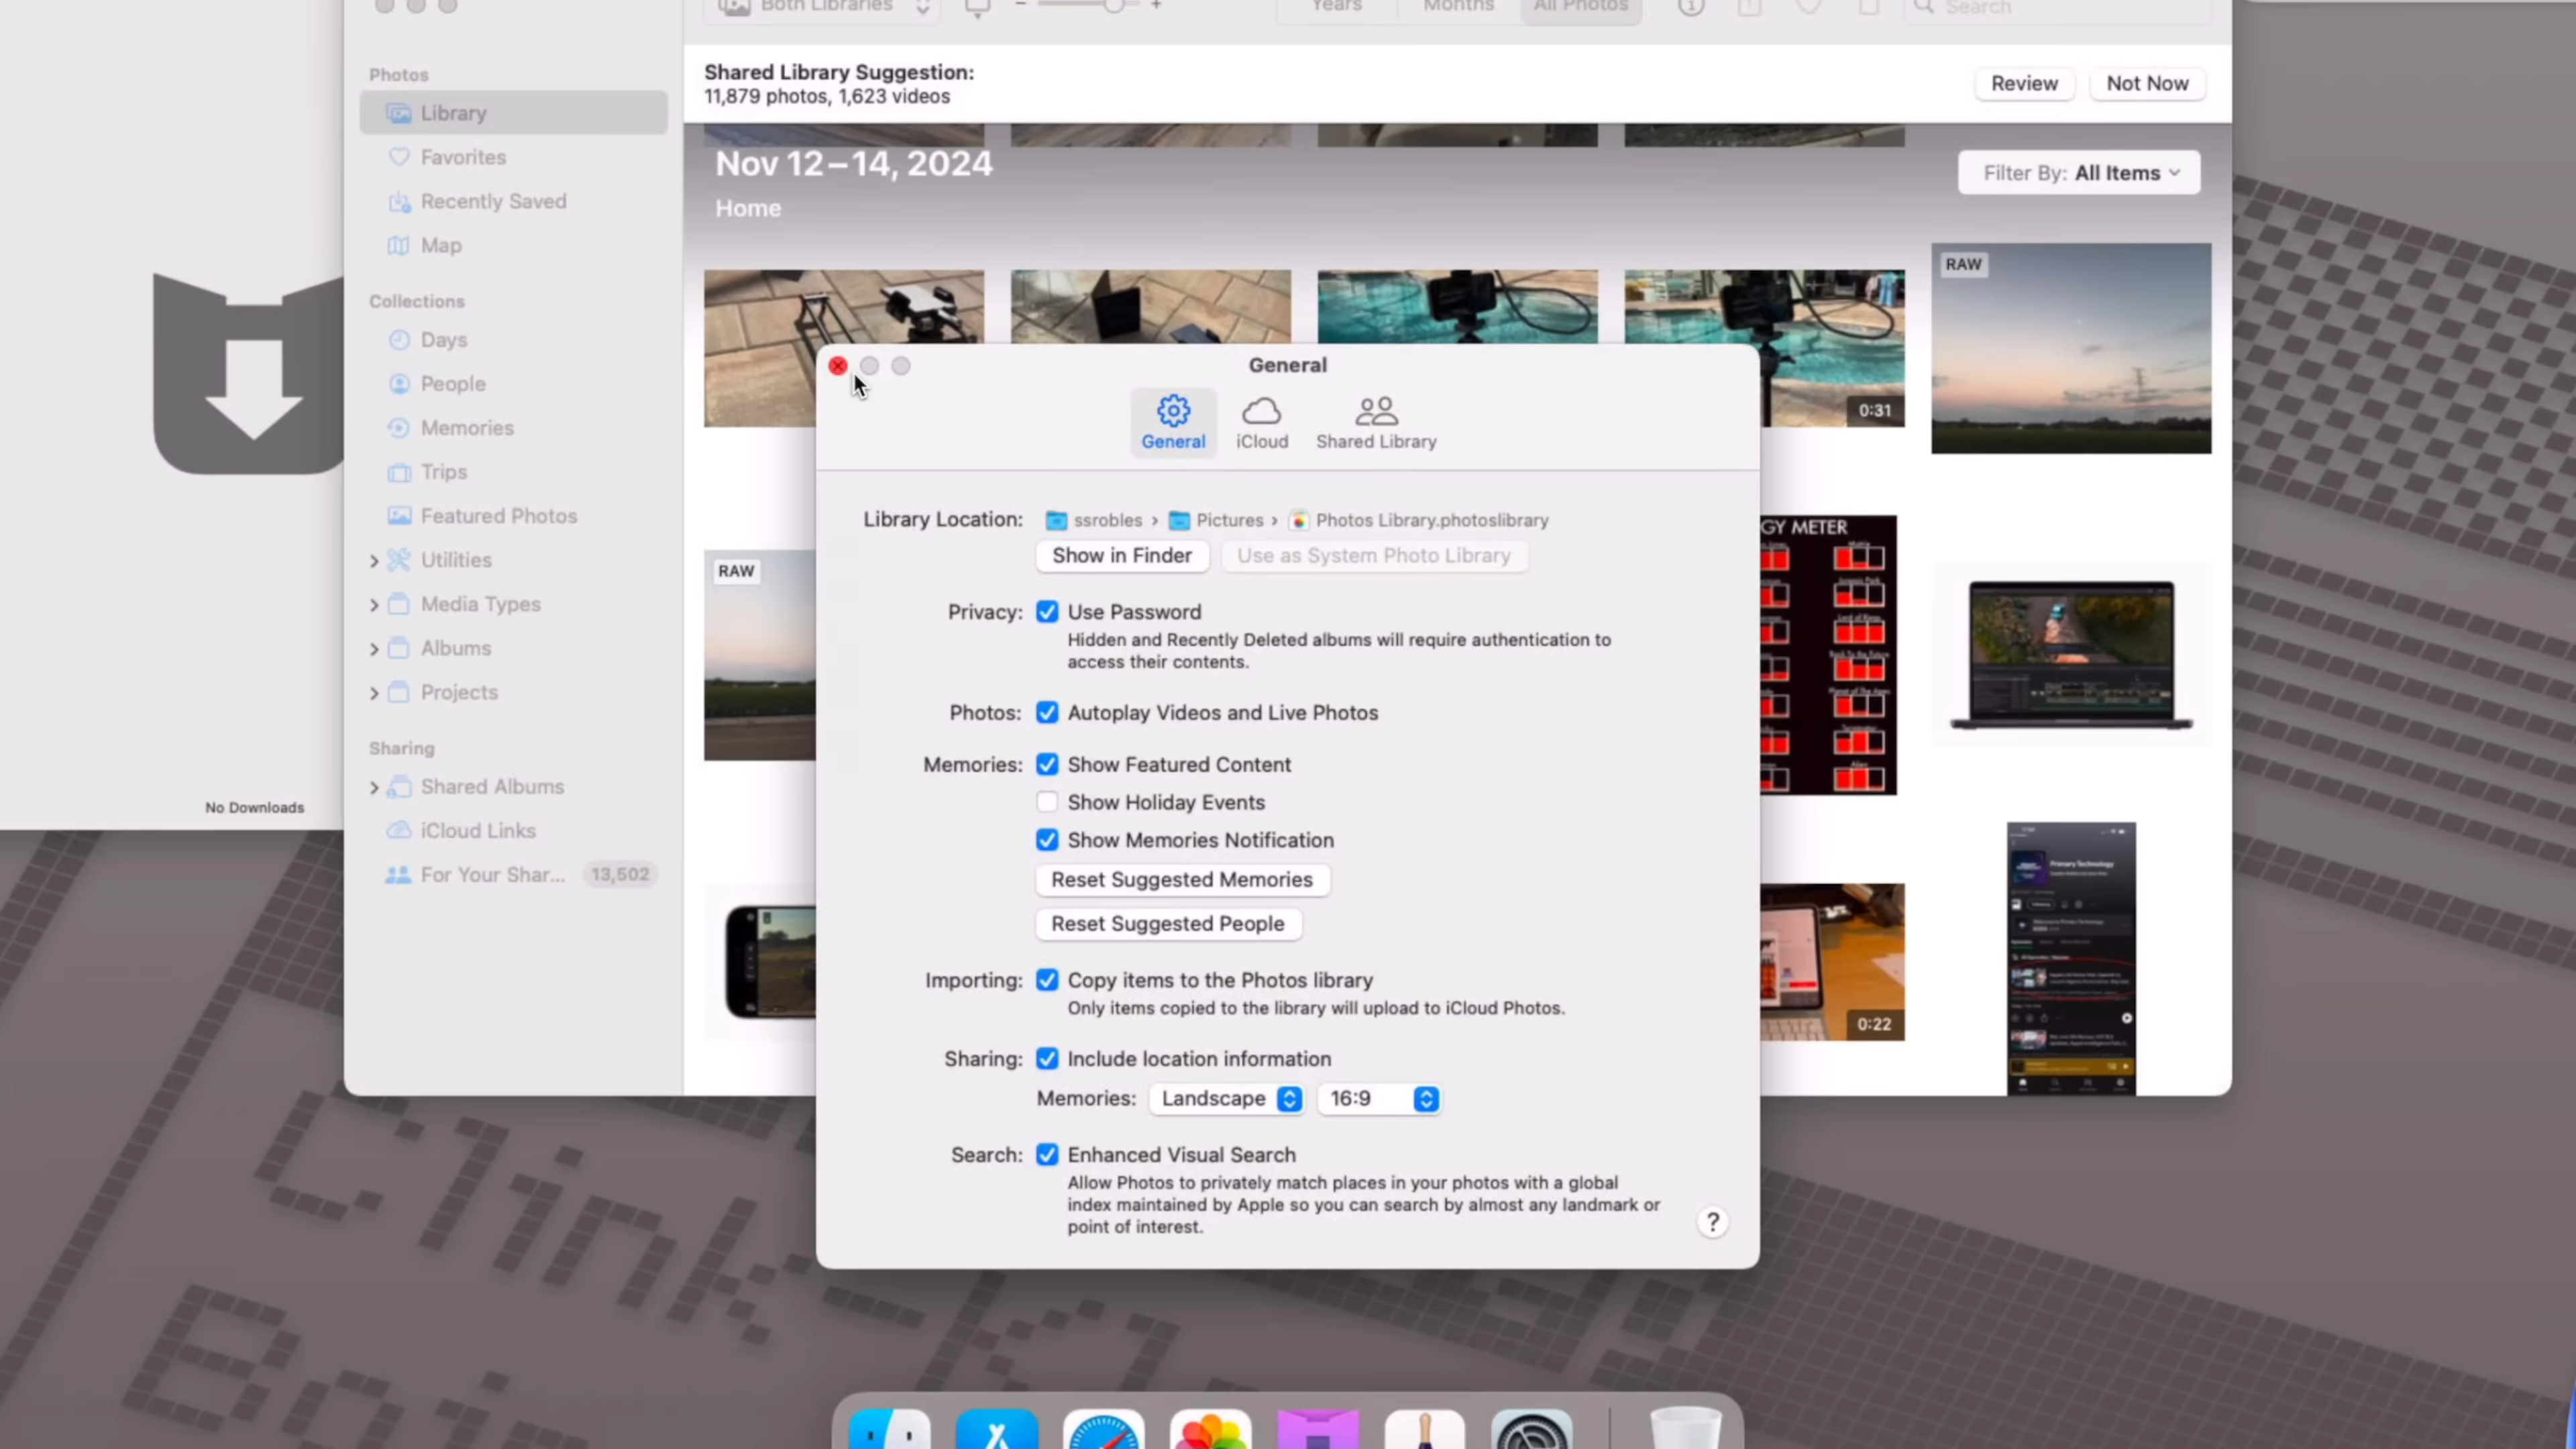 Both Libraries
−
+
Years
Months
All Photos
Search
Photos
Library
Favorites
Recently Saved
Map
Collections
Days
People
Memories
Trips
Featured Photos
Utilities
Media Types
Albums
Projects
Sharing
Shared Albums
iCloud Links
For Your Shar... 13,502
No Downloads
Shared Library Suggestion:
11,879 photos, 1,623 videos
Review
Not Now
Nov 12–14, 2024
Home
Filter By: All Items
RAW
0:31
RAW
GY METER
0:22
Primary Technology
General
General
iCloud
Shared Library
Library Location: ssrobles › Pictures › Photos Library.photoslibrary
Show in Finder
Use as System Photo Library
Privacy: Use Password
Hidden and Recently Deleted albums will require authentication to
access their contents.
Photos: Autoplay Videos and Live Photos
Memories: Show Featured Content
Show Holiday Events
Show Memories Notification
Reset Suggested Memories
Reset Suggested People
Importing: Copy items to the Photos library
Only items copied to the library will upload to iCloud Photos.
Sharing: Include location information
Memories: Landscape 16:9
Search: Enhanced Visual Search
Allow Photos to privately match places in your photos with a global
index maintained by Apple so you can search by almost any landmark or
point of interest.
?